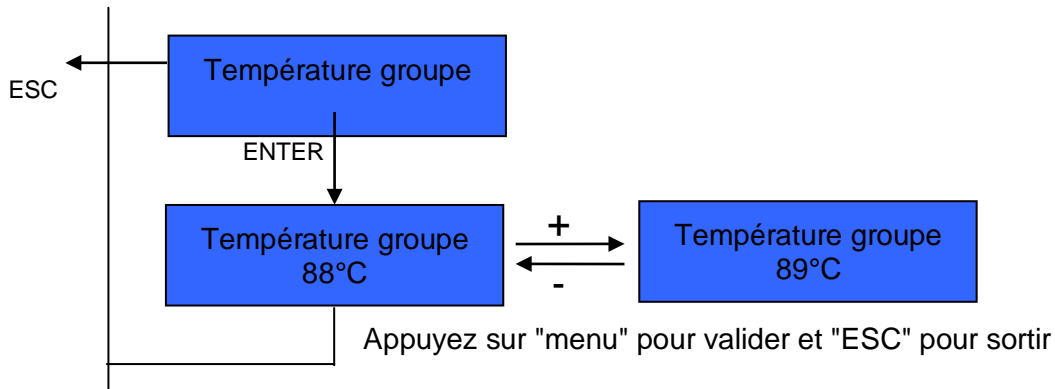 Température groupe
ESC
ENTER
Température groupe
88°C
+
-
Température groupe
89°C
Appuyez sur "menu" pour valider et "ESC" pour sortir